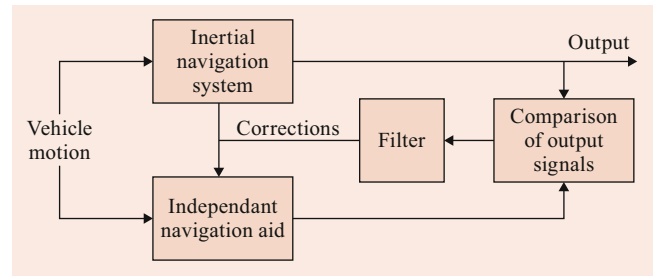 Inertial
navigation
system
Output
Vehicle
motion
Corrections
Filter
Comparison
of output
signals
Independant
navigation aid